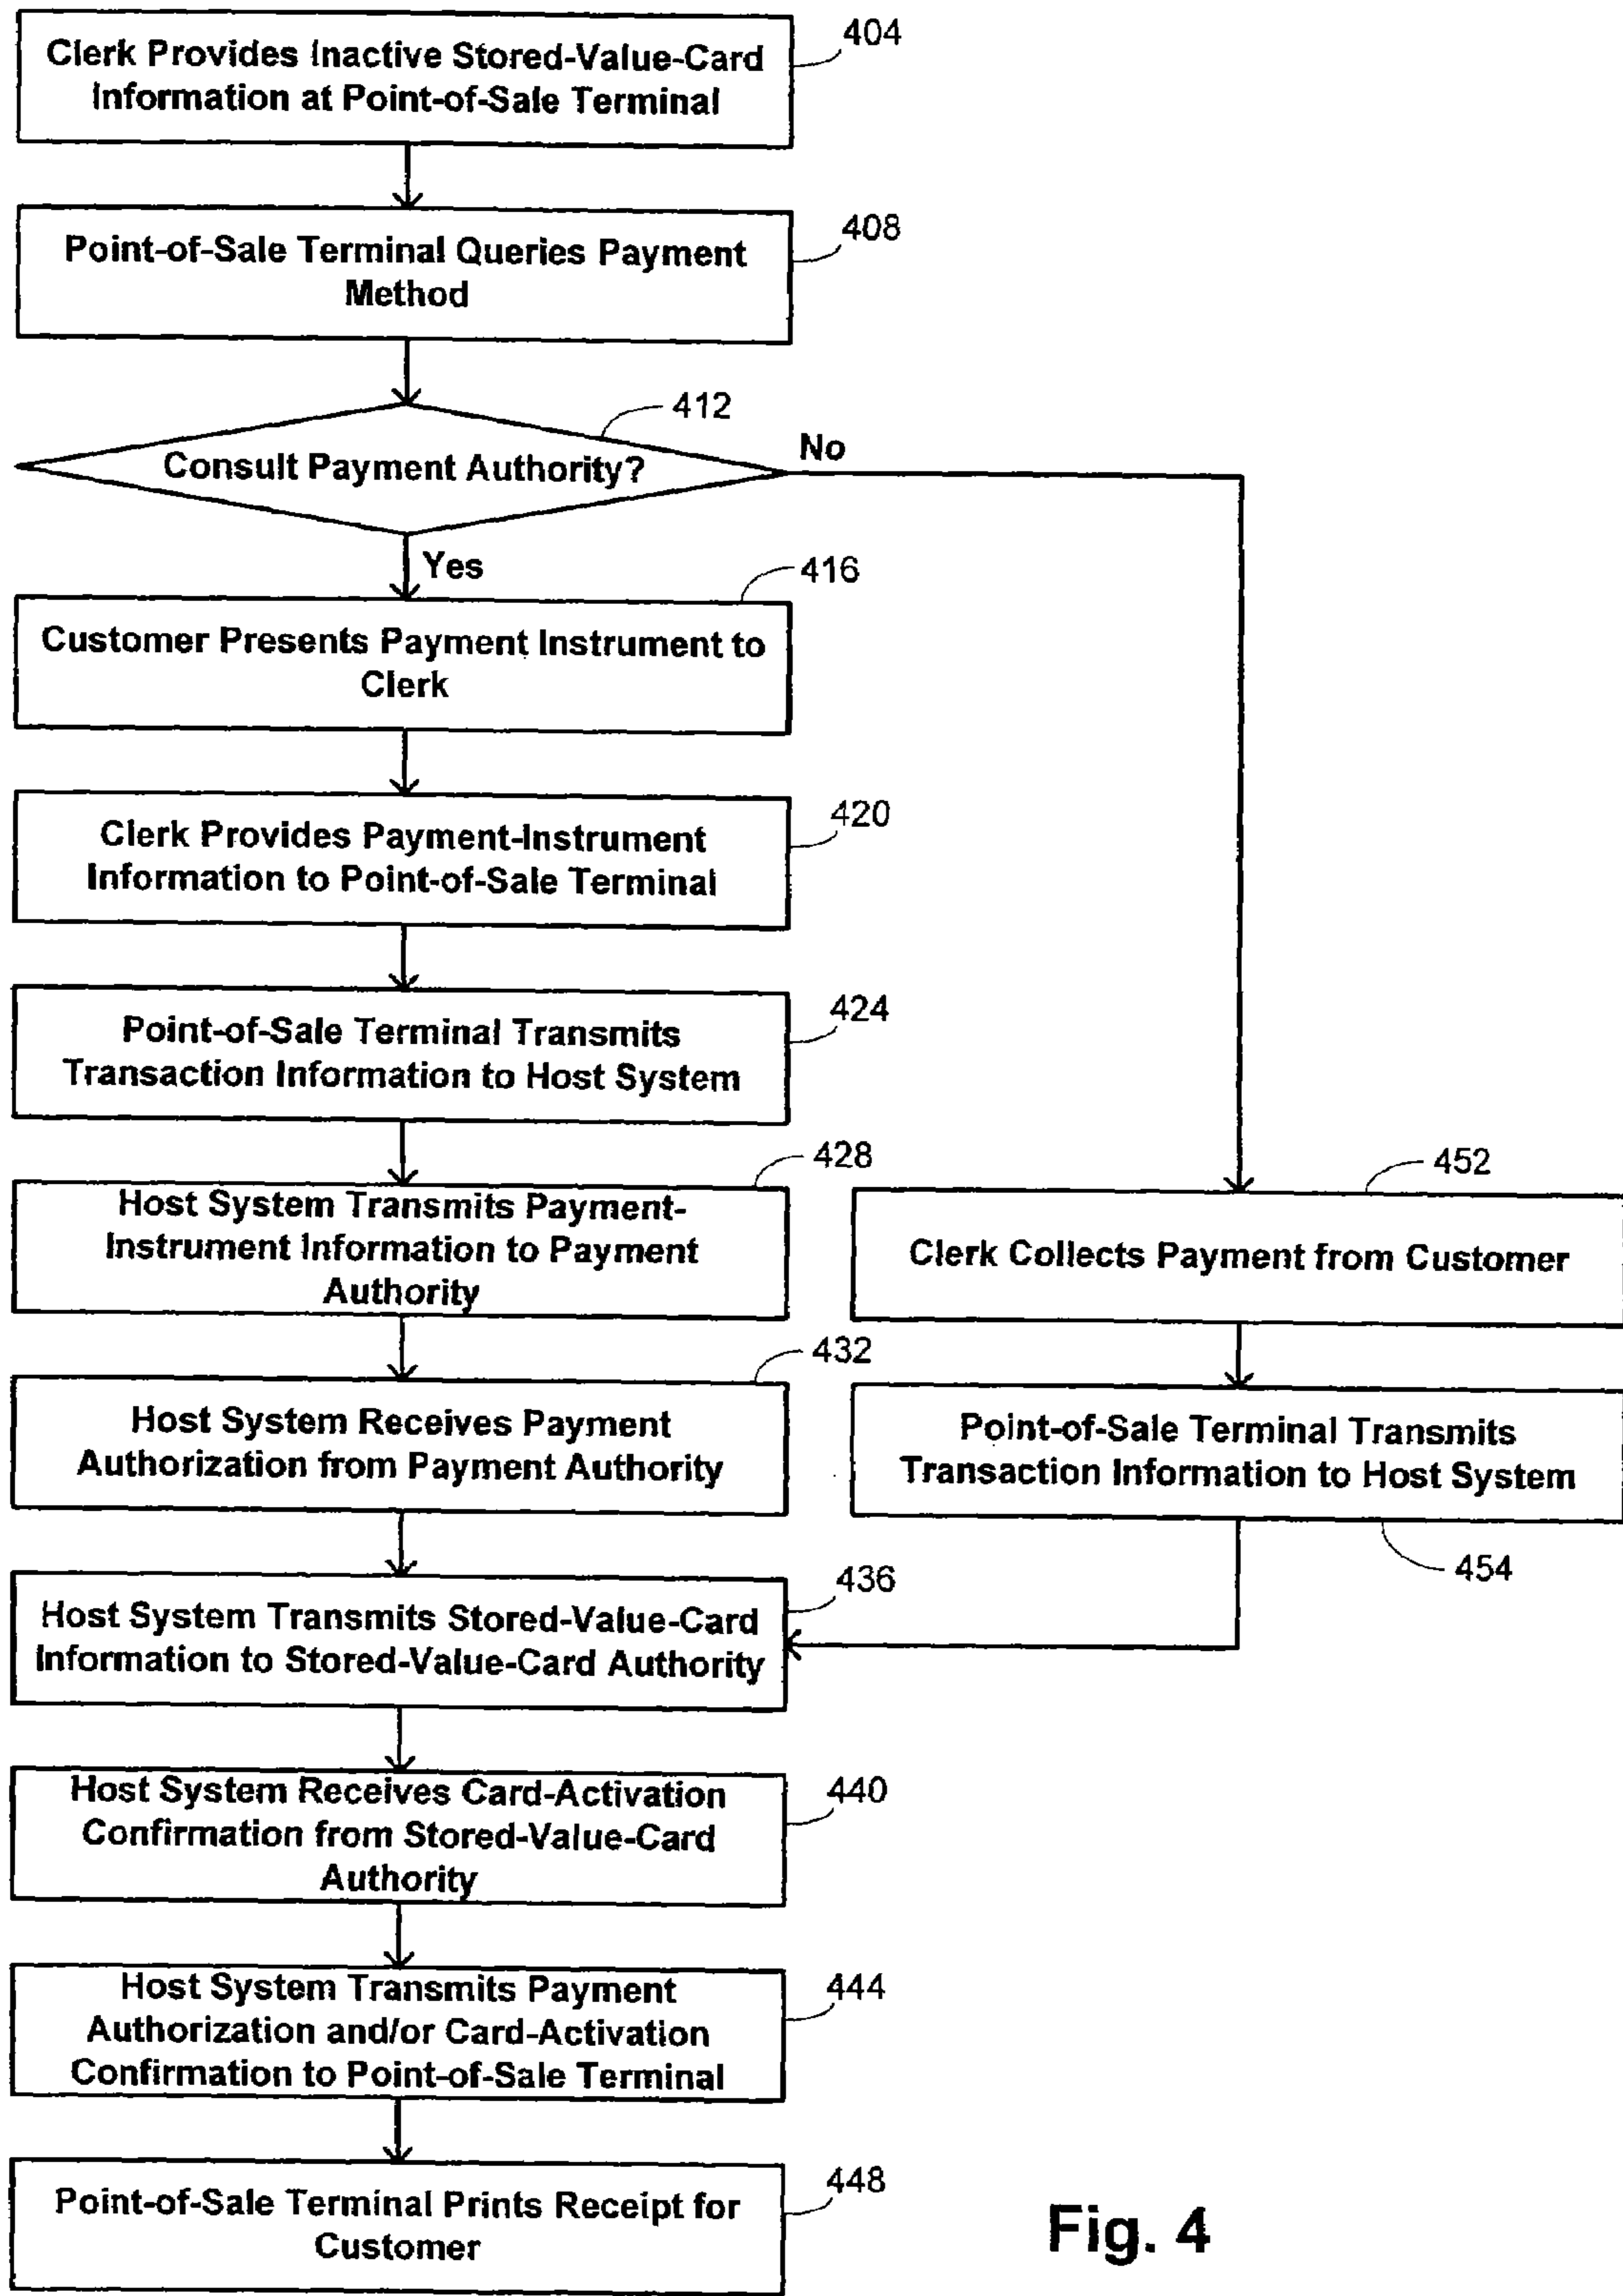 Clerk Provides Inactive Stored-Value-Card
Information at Point-of-Sale Terminal
404
Point-of-Sale Terminal Queries Payment
Method
408
412
Consult Payment Authority?
No
Yes
416
Customer Presents Payment Instrument to
Clerk
Clerk Provides Payment-Instrument
Information to Point-of-Sale Terminal
420
Point-of-Sale Terminal Transmits
Transaction Information to Host System
424
428
Host System Transmits Payment-
Instrument Information to Payment
Authority
452
Clerk Collects Payment from Customer
432
Host System Receives Payment
Authorization from Payment Authority
Point-of-Sale Terminal Transmits
Transaction Information to Host System
454
436
Host System Transmits Stored-Value-Card
Information to Stored-Value-Card Authority
Host System Receives Card-Activation
Confirmation from Stored-Value-Card
Authority
440
Host System Transmits Payment
Authorization and/or Card-Activation
Confirmation to Point-of-Sale Terminal
444
Point-of-Sale Terminal Prints Receipt for
Customer
448
Fig. 4